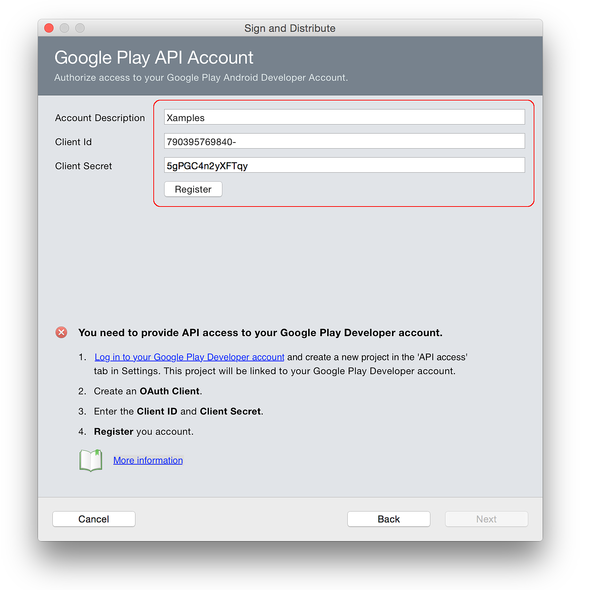 Sign and Distribute
Google Play API Account
Authorize access to your Google Play Android Developer Account.
Account Description
Xamples
Client Id
790395769840-
Client Secret
5gPGC4n2yXFTqy
Register
You need to provide API access to your Google Play Developer account.
1. Log in to your Google Play Developer account and create a new project in the 'API access'
tab in Settings. This project will be linked to your Google Play Developer account.
2. Create an OAuth Client.
3. Enter the Client ID and Client Secret.
4. Register you account.
More information
Cancel
Back
Next